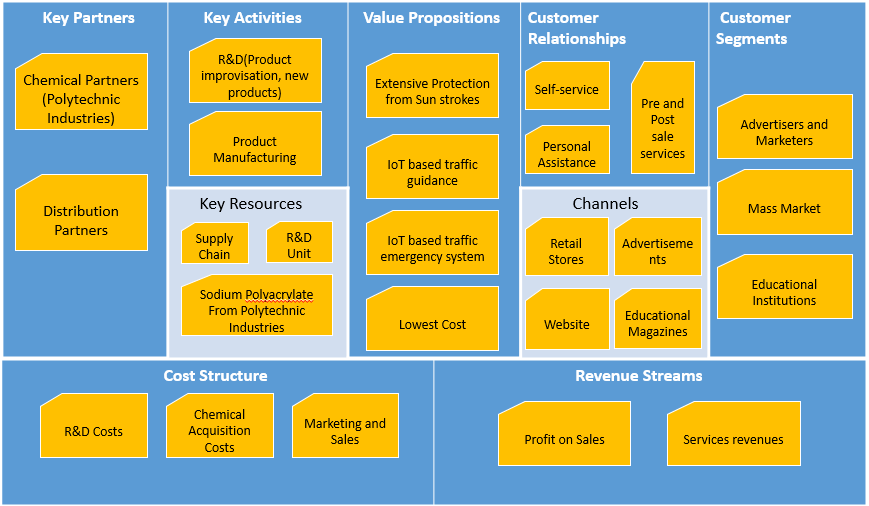 Key Partners
Chemical Partners
(Polytechnic
Industries)
Distribution
Partners
Key Activities
R&D(Product
improvisation, new
products)
Product
Manufacturing
Key Resources
Supply
Chain
R&D
Unit
Sodium Polyacrylate
From Polytechnic
Industries
Value Propositions
Extensive Protection
from Sun strokes
IoT based traffic
guidance
IoT based traffic
emergency system
Lowest Cost
Customer
Relationships
Self-service
Personal
Assistance
Pre and
Post
sale
services
Channels
Retail
Stores
Advertiseme
nts
Website
Educational
Magazines
Customer
Segments
Advertisers and
Marketers
Mass Market
Educational
Institutions
Cost Structure
R&D Costs
Chemical
Acquisition
Costs
Marketing and
Sales
Revenue Streams
Profit on Sales
Services revenues